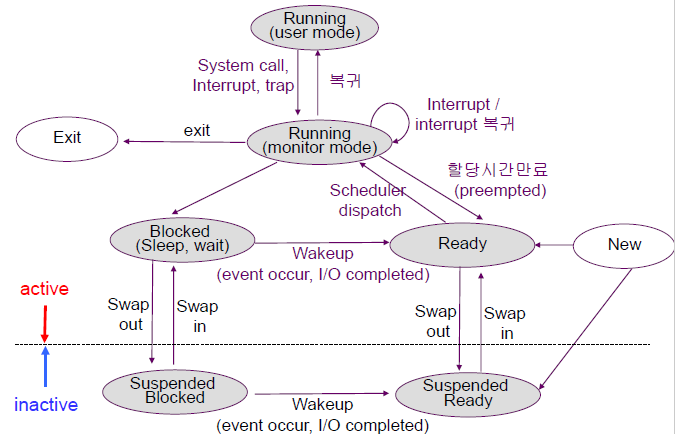 Running
(user mode)
System call,
Interrupt, trap
복귀
Interrupt /
interrupt 복귀
Exit
exit
Running
(monitor mode)
할당시간만료
(preempted)
Scheduler
dispatch
Blocked
(Sleep, wait)
Ready
New
Wakeup
(event occur, I/O completed)
active
Swap
out
Swap
in
Swap
out
Swap
in
inactive
Suspended
Blocked
Suspended
Ready
Wakeup
(event occur, I/O completed)